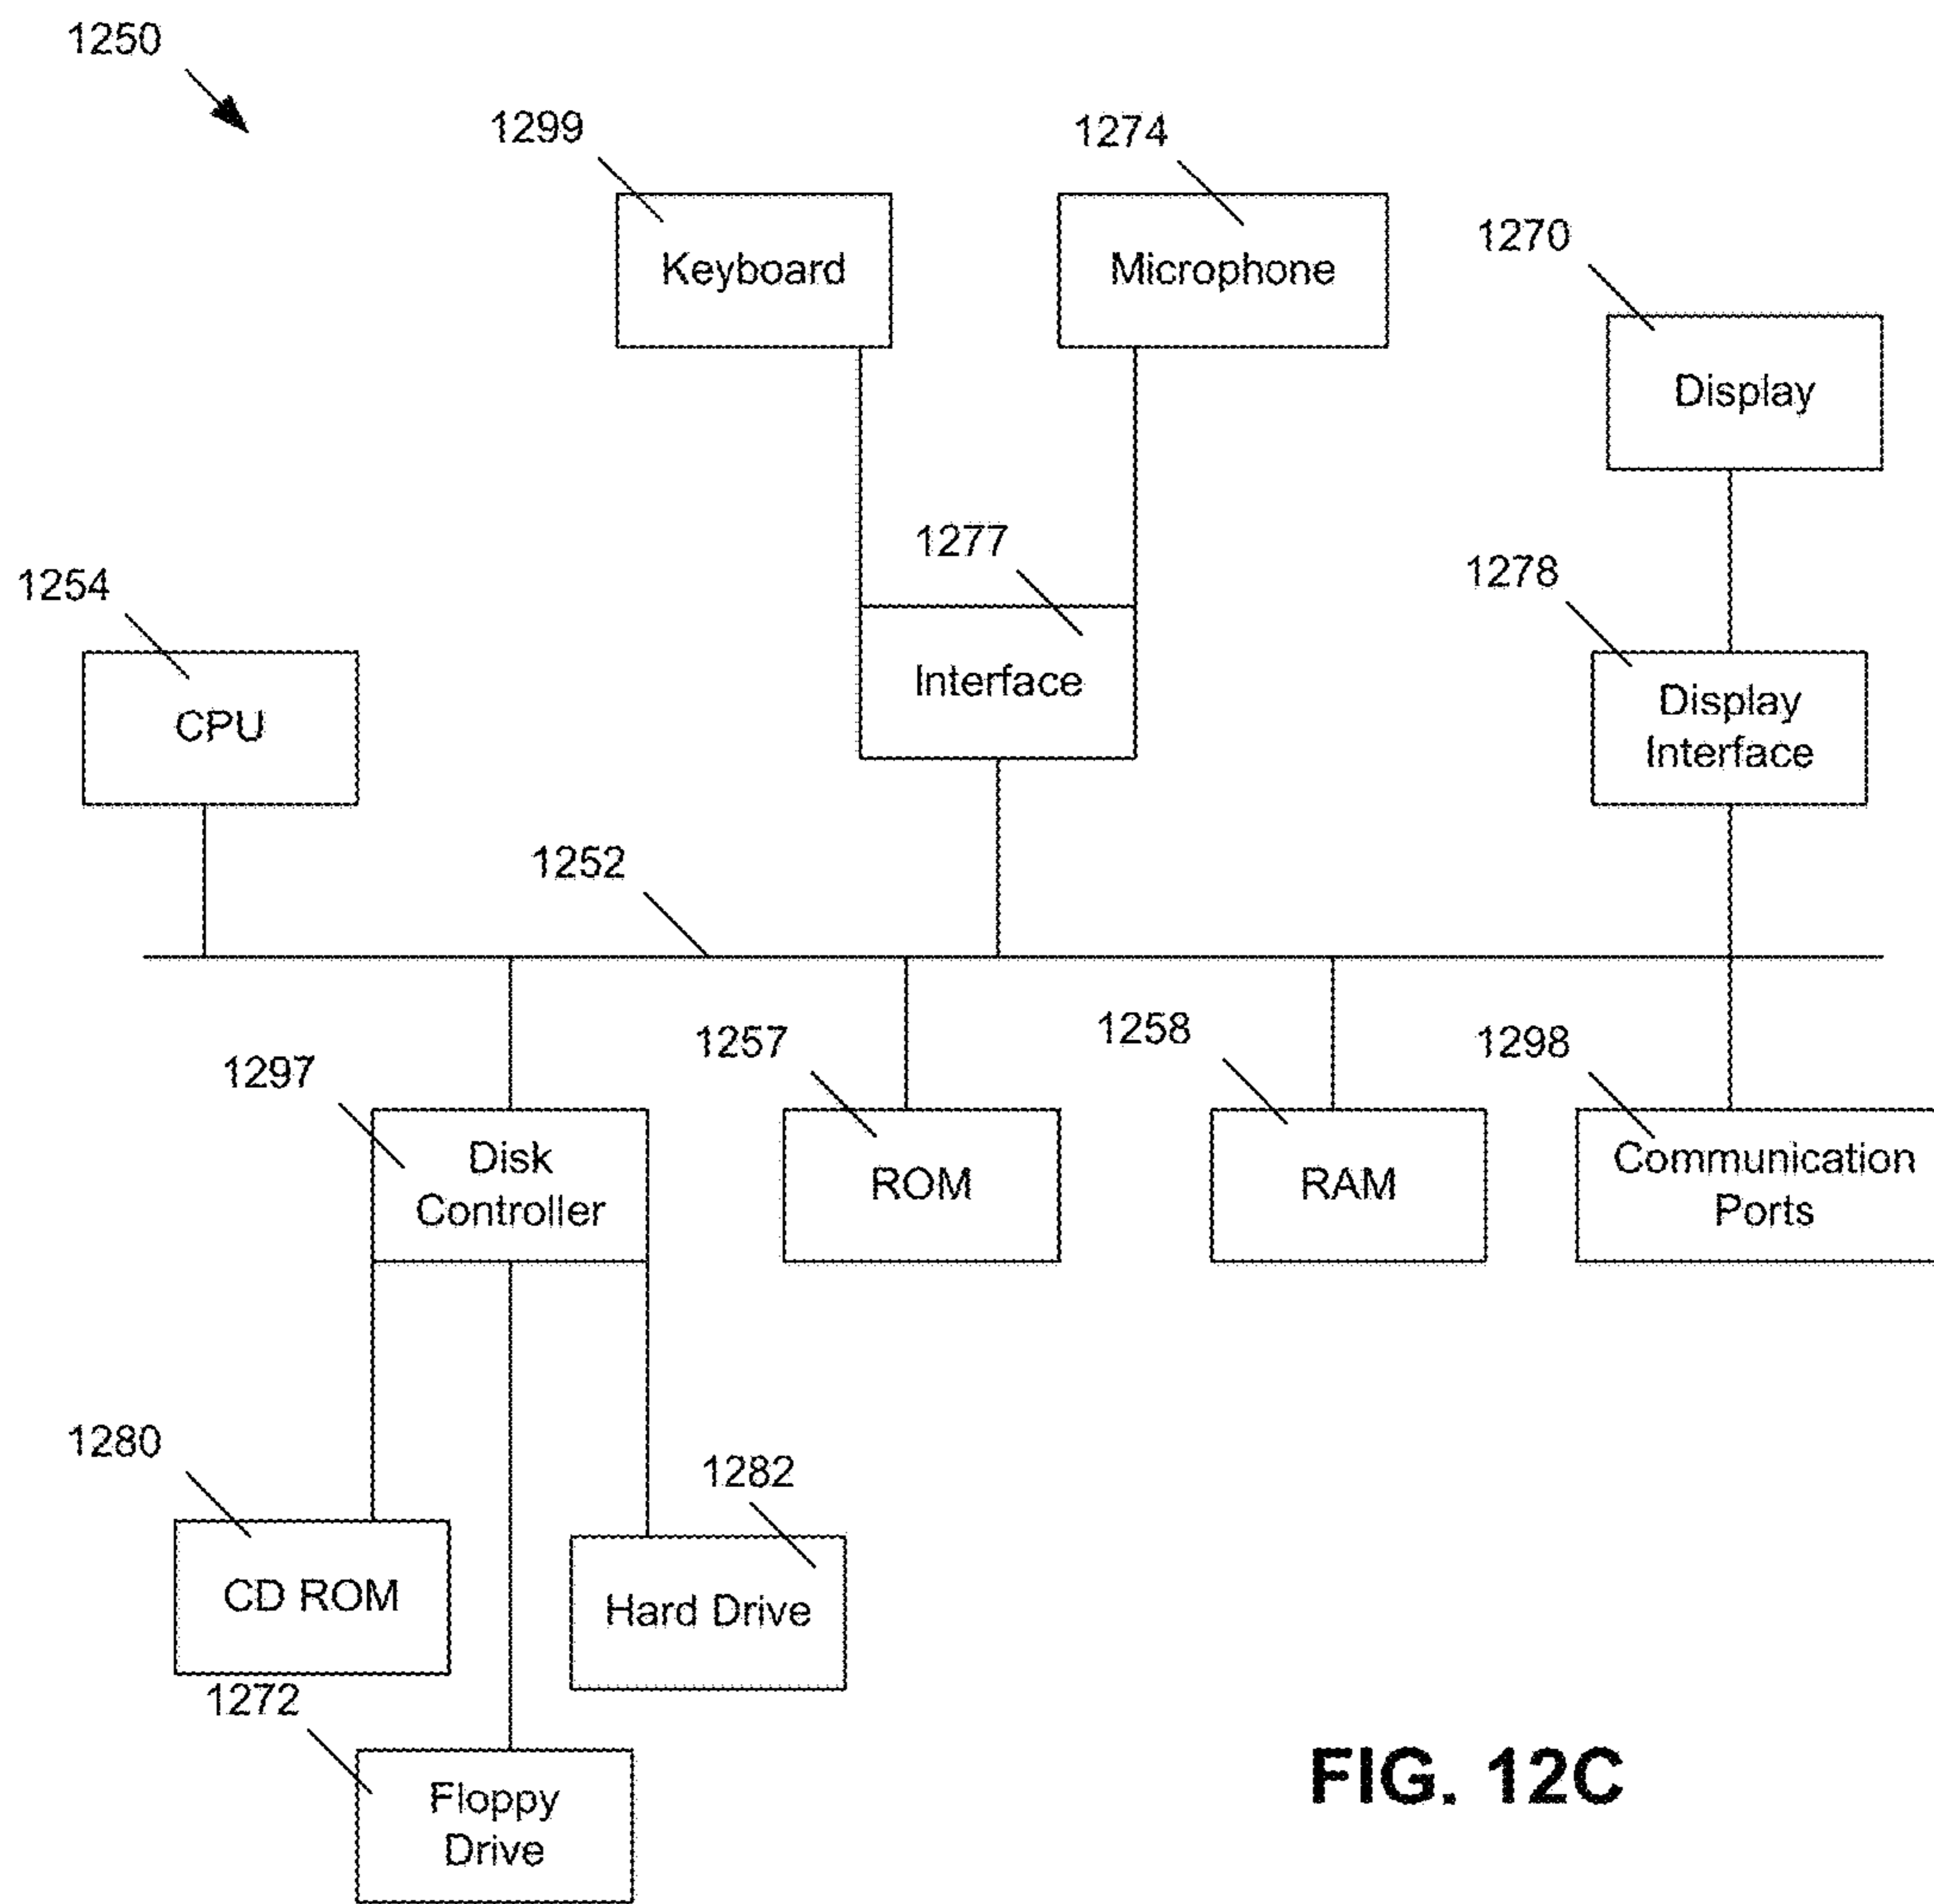 1250
1299
1274
1270
Keyboard
Microphone
Display
1277
1278
1254
Interface
Display
Interface
CPU
1252
1257
1258
1298
1297
Disk
Controller
ROM
RAM
Communication
Ports
1280
1282
CD ROM
Hard Drive
1272
Floppy
Drive
FIG. 12C